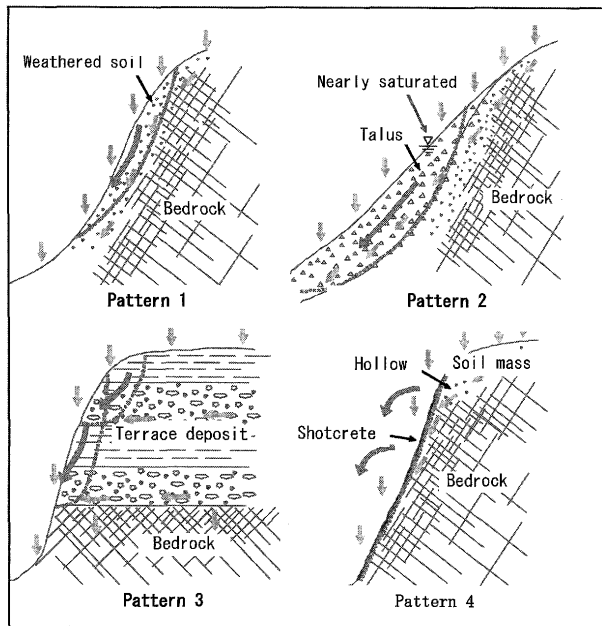 Weathered soil
Bedrock
Pattern 1
Nearly saturated
Talus
Bedrock
Pattern 2
Terrace deposit
Bedrock
Pattern 3
Hollow
Soil mass
Shotcrete
Bedrock
Pattern 4